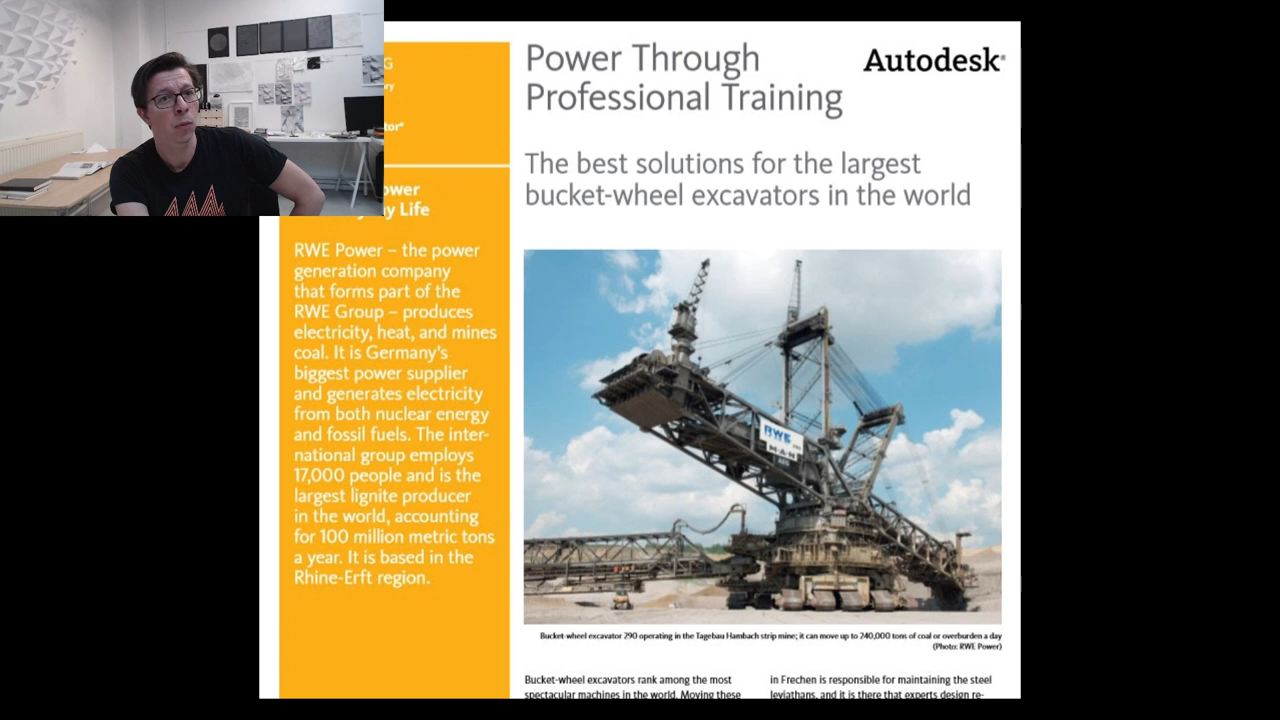 G
ry
tor®
ower
ay Life
RWE Power – the power
generation company
that forms part of the
RWE Group – produces
electricity, heat, and mines
coal. It is Germany’s
biggest power supplier
and generates electricity
from both nuclear energy
and fossil fuels. The inter-
national group employs
17,000 people and is the
largest lignite producer
in the world, accounting
for 100 million metric tons
a year. It is based in the
Rhine-Erft region.
Power Through
Professional Training
Autodesk®
The best solutions for the largest
bucket-wheel excavators in the world
RWE
M·A·N
Bucket-wheel excavator 290 operating in the Tagebau Hambach strip mine; it can move up to 240,000 tons of coal or overburden a day
(Photo: RWE Power)
Bucket-wheel excavators rank among the most
spectacular machines in the world. Moving these
in Frechen is responsible for maintaining the steel
leviathans, and it is there that experts design re-